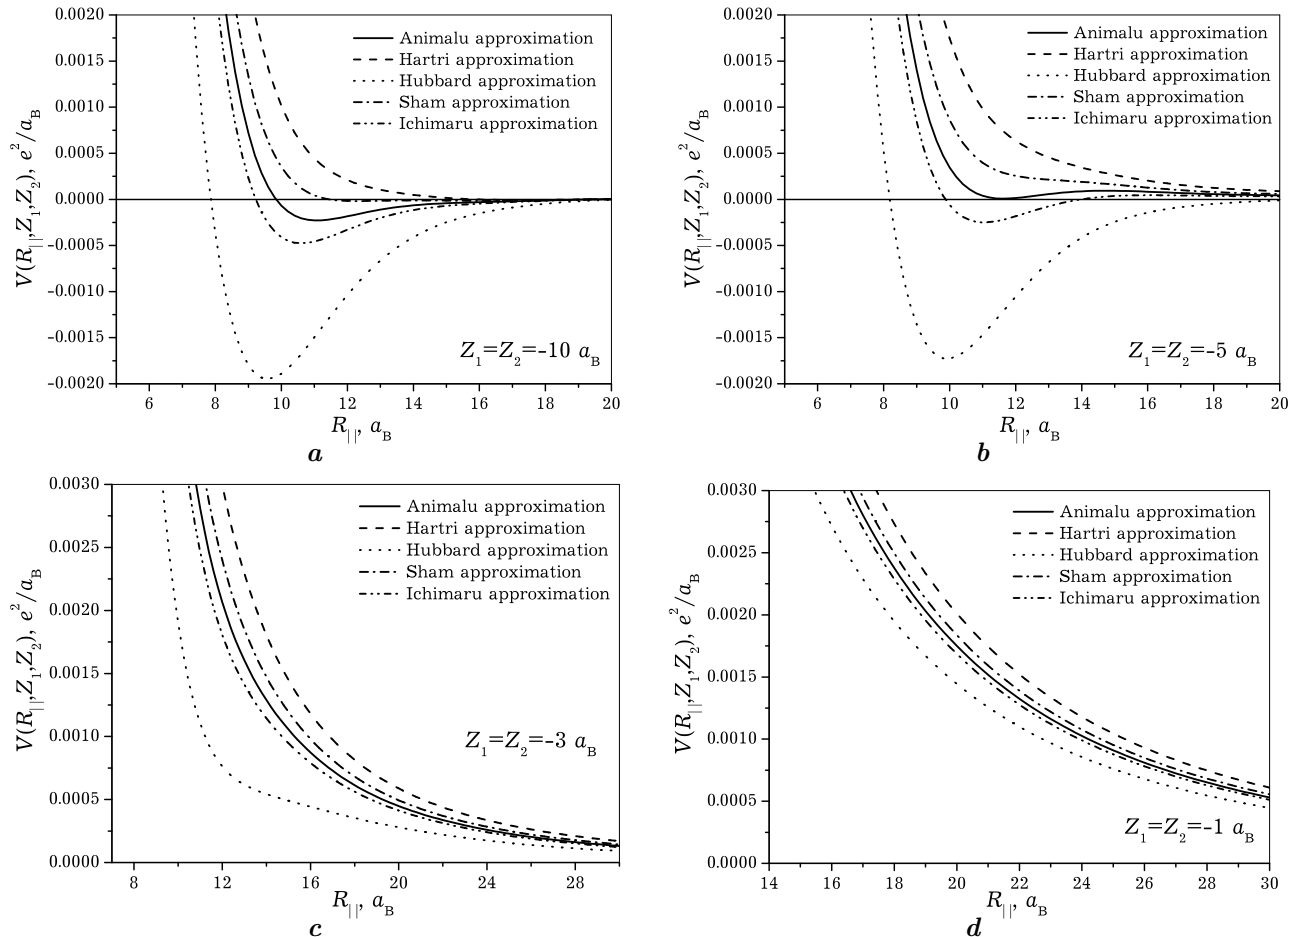 0.0020
0.0015
0.0010
0.0005
0.0000
-0.0005
-0.0010
-0.0015
-0.0020
V(R||,Z1,Z2), e²/aB
Animalu approximation
Hartri approximation
Hubbard approximation
Sham approximation
Ichimaru approximation
Z1=Z2=-10 aB
6 8 10 12 14 16 18 20
R||, aB
a
0.0020
0.0015
0.0010
0.0005
0.0000
-0.0005
-0.0010
-0.0015
-0.0020
V(R||,Z1,Z2), e²/aB
Animalu approximation
Hartri approximation
Hubbard approximation
Sham approximation
Ichimaru approximation
Z1=Z2=-5 aB
6 8 10 12 14 16 18 20
R||, aB
b
0.0030
0.0025
0.0020
0.0015
0.0010
0.0005
0.0000
V(R||,Z1,Z2), e²/aB
Animalu approximation
Hartri approximation
Hubbard approximation
Sham approximation
Ichimaru approximation
Z1=Z2=-3 aB
8 12 16 20 24 28
R||, aB
c
0.0030
0.0025
0.0020
0.0015
0.0010
0.0005
0.0000
V(R||,Z1,Z2), e²/aB
Animalu approximation
Hartri approximation
Hubbard approximation
Sham approximation
Ichimaru approximation
Z1=Z2=-1 aB
14 16 18 20 22 24 26 28 30
R||, aB
d